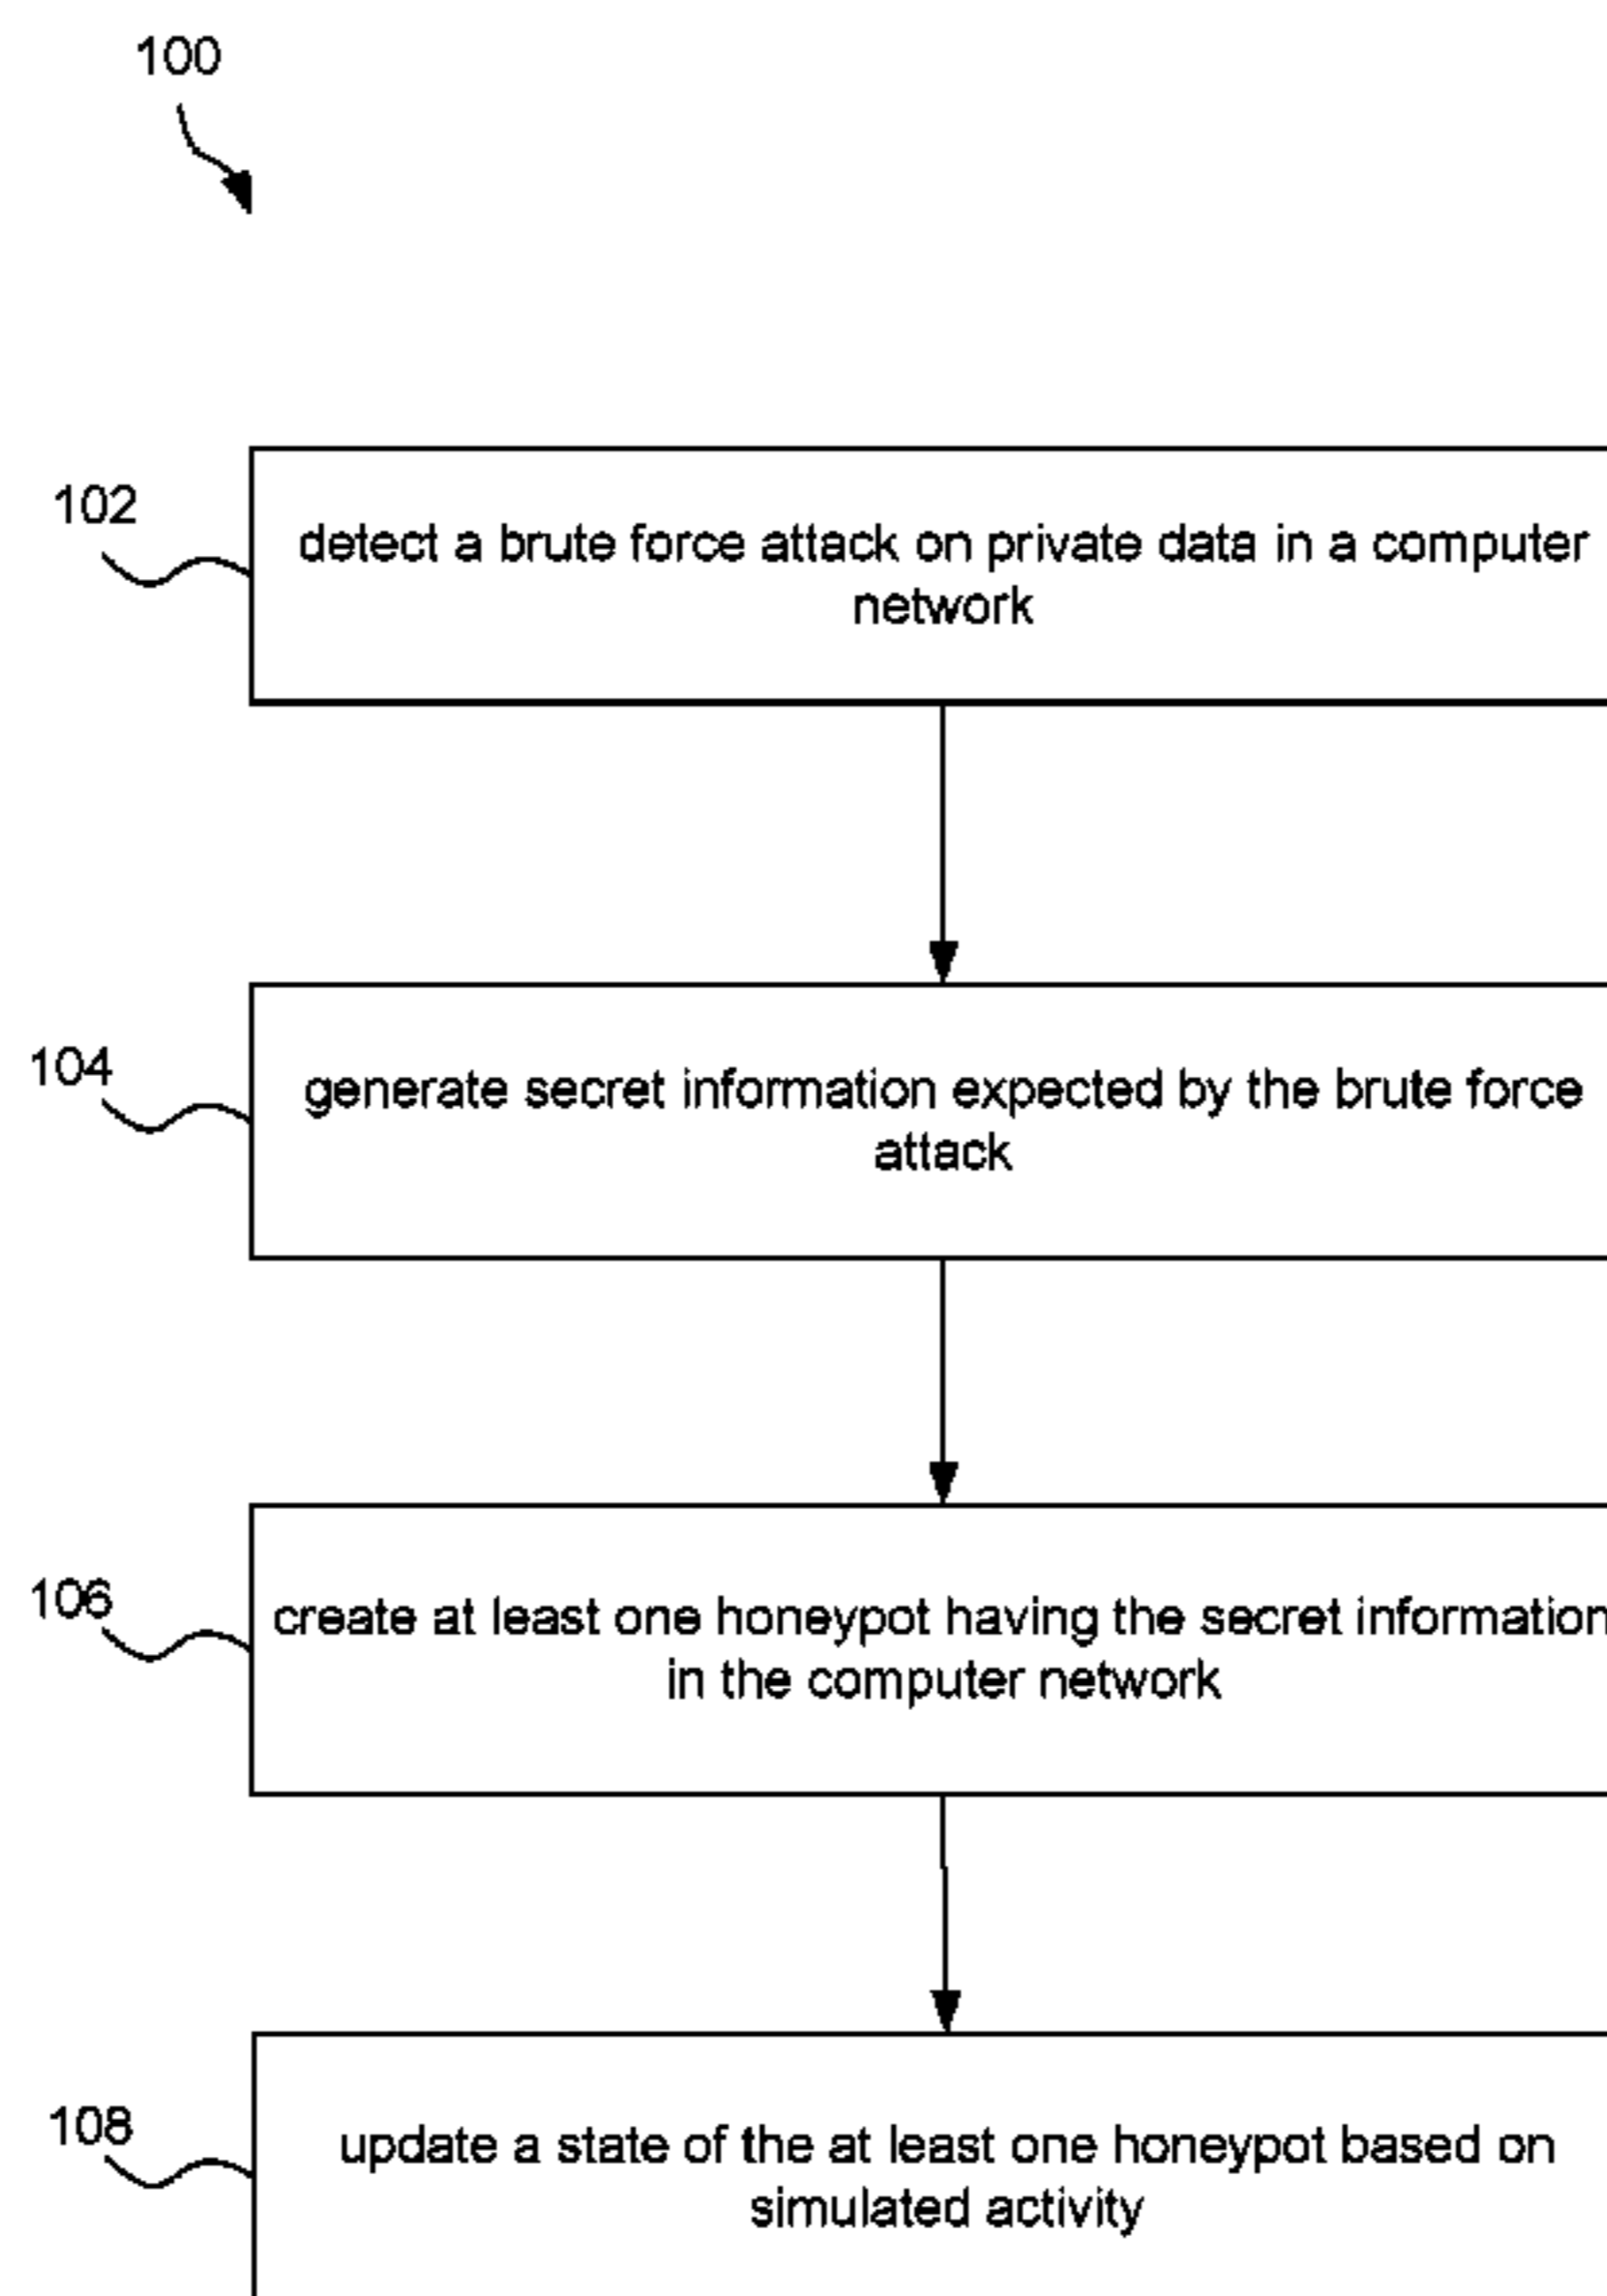 100
102
detect a brute force attack on private data in a computer
network
104
generate secret information expected by the brute force
attack
106
create at least one honeypot having the secret information
in the computer network
108
update a state of the at least one honeypot based on
simulated activity